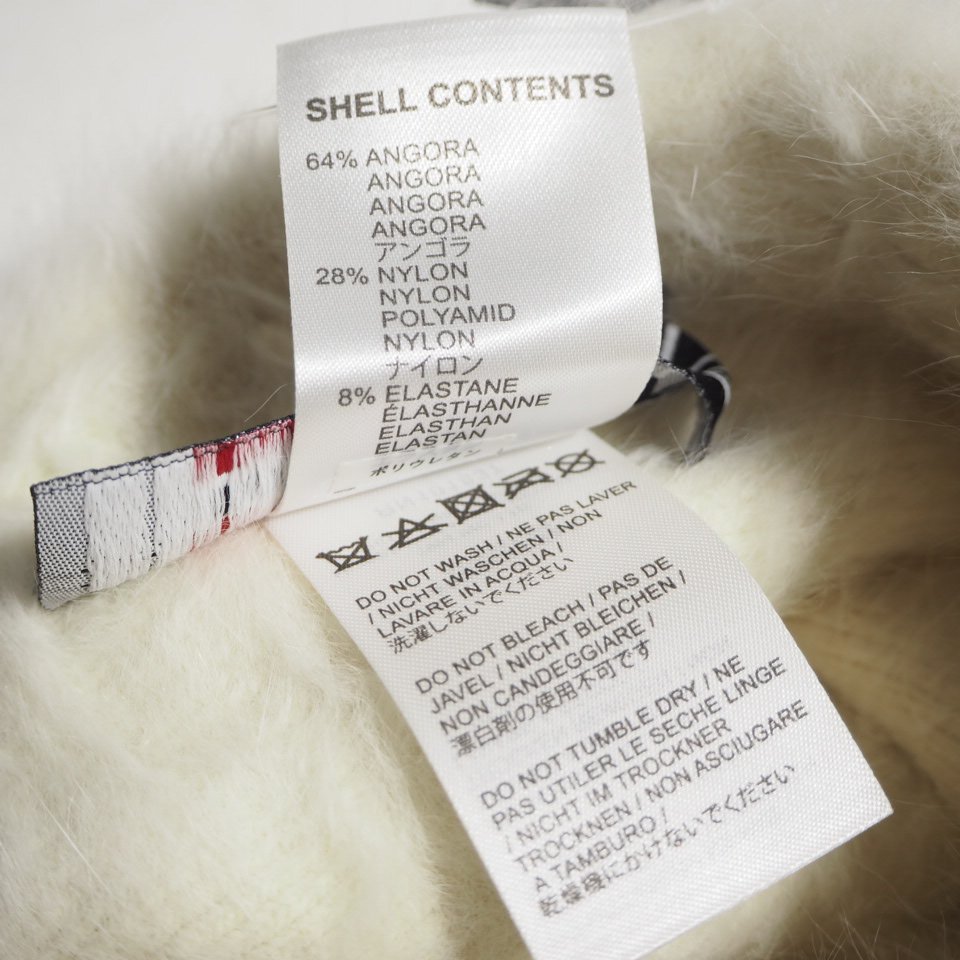 SHELL CONTENTS
64% ANGORA
ANGORA
ANGORA
ANGORA
アンゴラ
28% NYLON
NYLON
POLYAMID
NYLON
ナイロン
8% ELASTANE
ÉLASTHANNE
ELASTHAN
ELASTAN
ポリウレタン
DO NOT WASH / NE PAS LAVER
/ NICHT WASCHEN / NON
LAVARE IN ACQUA /
洗濯しないでください
DO NOT BLEACH / PAS DE
JAVEL / NICHT BLEICHEN /
NON CANDEGGIARE /
漂白剤の使用不可です
DO NOT TUMBLE DRY / NE
PAS UTILER LE SECHE LINGE
/ NICHT IM TROCKNER
TROCKNEN / NON ASCIUGARE
A TAMBURO /
乾燥機にかけないでください